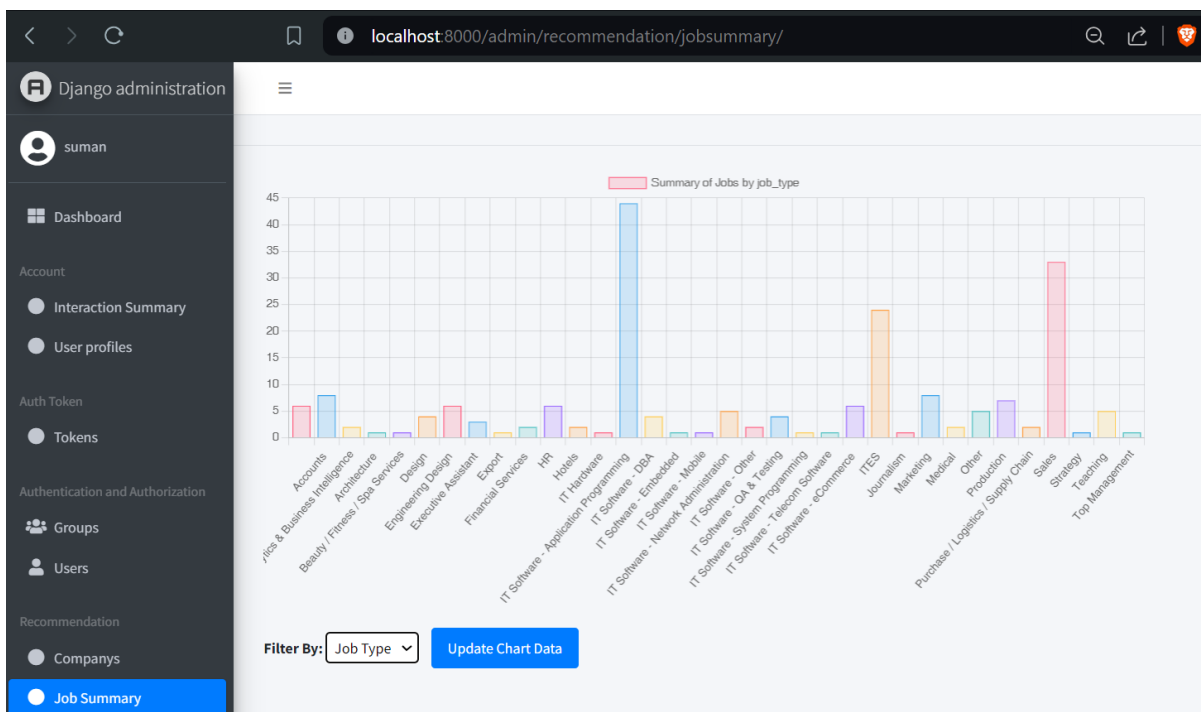 localhost:8000/admin/recommendation/jobsummary/
Django administration
suman
Dashboard
Account
Interaction Summary
User profiles
Auth Token
Tokens
Authentication and Authorization
Groups
Users
Recommendation
Companys
Job Summary
Summary of Jobs by job_type
45
40
35
30
25
20
15
10
5
0
Accounts
& Business Intelligence
Architecture
Beauty / Fitness / Spa Services
Design
Engineering Design
Executive Assistant
Export
Financial Services
HR
Hotels
IT Hardware
IT Software - Application Programming
IT Software - DBA
IT Software - Embedded
IT Software - Mobile
IT Software - Network Administration
IT Software - Other
IT Software - QA & Testing
IT Software - System Programming
IT Software - Telecom Software
IT Software - eCommerce
ITES
Journalism
Marketing
Medical
Other
Production
Purchase / Logistics / Supply Chain
Sales
Strategy
Teaching
Top Management
Filter By: Job Type
Update Chart Data